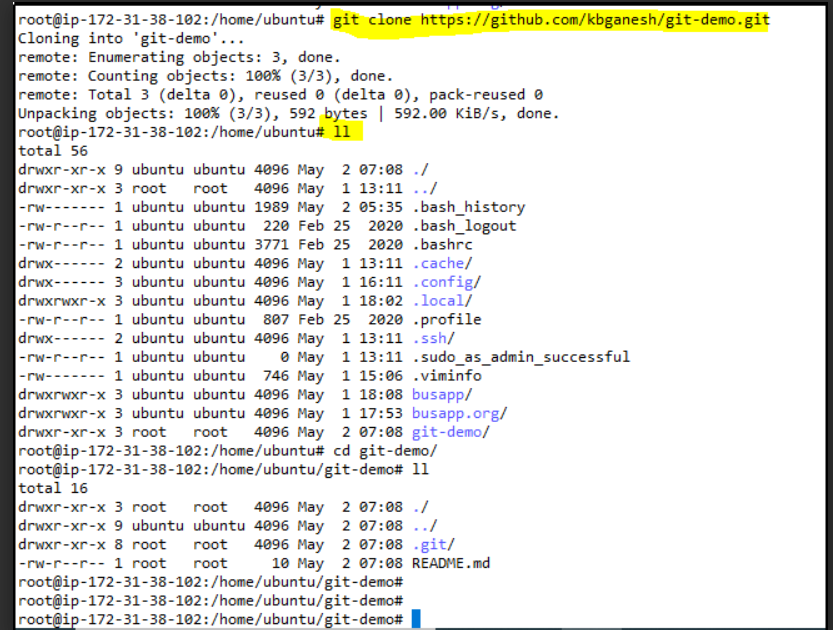 root@ip-172-31-38-102:/home/ubuntu# git clone https://github.com/kbganesh/git-demo.git
Cloning into 'git-demo'...
remote: Enumerating objects: 3, done.
remote: Counting objects: 100% (3/3), done.
remote: Total 3 (delta 0), reused 0 (delta 0), pack-reused 0
Unpacking objects: 100% (3/3), 592 bytes | 592.00 KiB/s, done.
root@ip-172-31-38-102:/home/ubuntu# ll
total 56
drwxr-xr-x 9 ubuntu ubuntu 4096 May  2 07:08 ./
drwxr-xr-x 3 root   root   4096 May  1 13:11 ../
-rw------- 1 ubuntu ubuntu 1989 May  2 05:35 .bash_history
-rw-r--r-- 1 ubuntu ubuntu  220 Feb 25  2020 .bash_logout
-rw-r--r-- 1 ubuntu ubuntu 3771 Feb 25  2020 .bashrc
drwx------ 2 ubuntu ubuntu 4096 May  1 13:11 .cache/
drwx------ 3 ubuntu ubuntu 4096 May  1 16:11 .config/
drwxrwxr-x 3 ubuntu ubuntu 4096 May  1 18:02 .local/
-rw-r--r-- 1 ubuntu ubuntu  807 Feb 25  2020 .profile
drwx------ 2 ubuntu ubuntu 4096 May  1 13:11 .ssh/
-rw-r--r-- 1 ubuntu ubuntu    0 May  1 13:11 .sudo_as_admin_successful
-rw------- 1 ubuntu ubuntu  746 May  1 15:06 .viminfo
drwxrwxr-x 3 ubuntu ubuntu 4096 May  1 18:08 busapp/
drwxrwxr-x 3 ubuntu ubuntu 4096 May  1 17:53 busapp.org/
drwxr-xr-x 3 root   root   4096 May  2 07:08 git-demo/
root@ip-172-31-38-102:/home/ubuntu# cd git-demo/
root@ip-172-31-38-102:/home/ubuntu/git-demo# ll
total 16
drwxr-xr-x 3 root   root   4096 May  2 07:08 ./
drwxr-xr-x 9 ubuntu ubuntu 4096 May  2 07:08 ../
drwxr-xr-x 8 root   root   4096 May  2 07:08 .git/
-rw-r--r-- 1 root   root     10 May  2 07:08 README.md
root@ip-172-31-38-102:/home/ubuntu/git-demo#
root@ip-172-31-38-102:/home/ubuntu/git-demo#
root@ip-172-31-38-102:/home/ubuntu/git-demo#